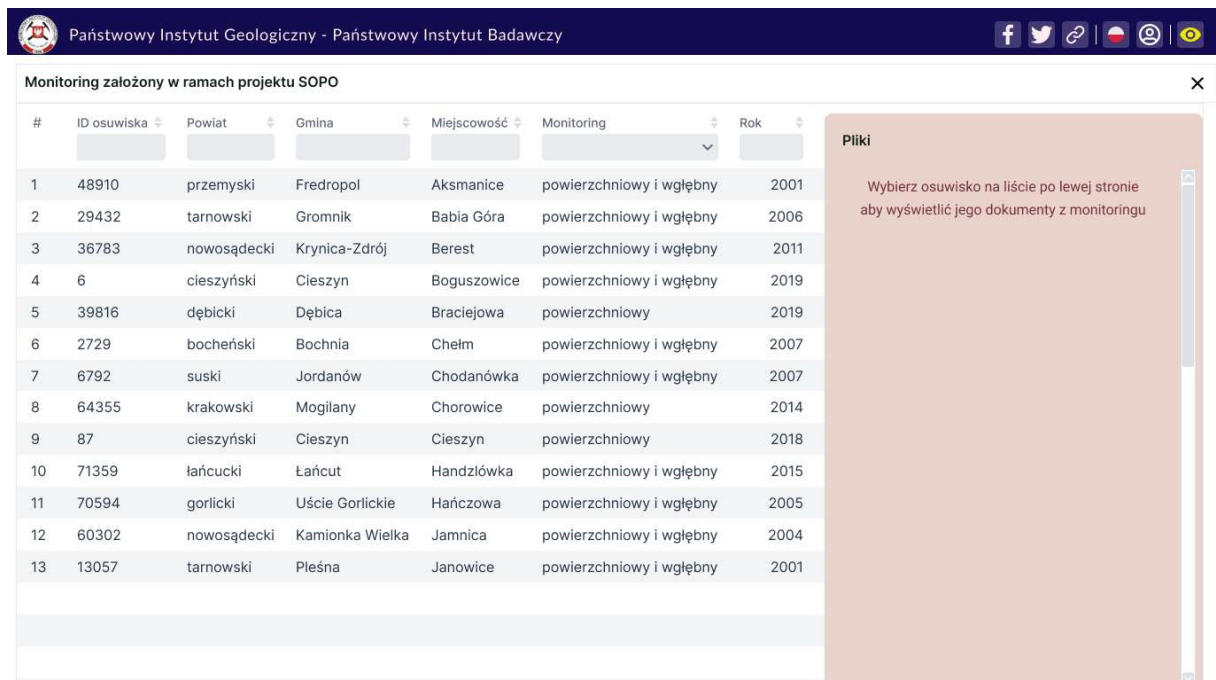 Państwowy Instytut Geologiczny - Państwowy Instytut Badawczy
Monitoring założony w ramach projektu SOPO
# ID osuwiska Powiat Gmina Miejscowość Monitoring Rok
Pliki
Wybierz osuwisko na liście po lewej stronie
aby wyświetlić jego dokumenty z monitoringu
1 48910 przemyski Fredropol Aksmanice powierzchniowy i wgłębny 2001
2 29432 tarnowski Gromnik Babia Góra powierzchniowy i wgłębny 2006
3 36783 nowosądecki Krynica-Zdrój Berest powierzchniowy i wgłębny 2011
4 6 cieszyński Cieszyn Boguszowice powierzchniowy i wgłębny 2019
5 39816 dębicki Dębica Braciejowa powierzchniowy 2019
6 2729 bocheński Bochnia Chełm powierzchniowy i wgłębny 2007
7 6792 suski Jordanów Chodanówka powierzchniowy i wgłębny 2007
8 64355 krakowski Mogilany Chorowice powierzchniowy 2014
9 87 cieszyński Cieszyn Cieszyn powierzchniowy 2018
10 71359 łańcucki Łańcut Handzlówka powierzchniowy i wgłębny 2015
11 70594 gorlicki Uście Gorlickie Hańczowa powierzchniowy i wgłębny 2005
12 60302 nowosądecki Kamionka Wielka Jamnica powierzchniowy i wgłębny 2004
13 13057 tarnowski Pleśna Janowice powierzchniowy i wgłębny 2001